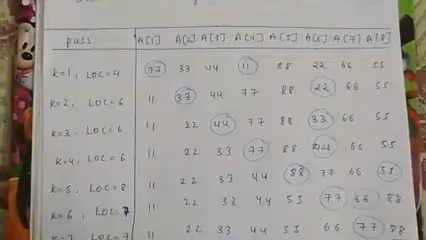 pass A[1] A[2] A[3] A[4] A[5] A[6] A[7] A[8]
K=1, LOC=4 77 33 44 11 88 22 66 55
K=2, LOC=6 11 33 44 77 88 22 66 55
K=3, LOC=6 11 22 44 77 88 33 66 55
K=4, LOC=6 11 22 33 77 88 44 66 55
K=5, LOC=8 11 22 33 44 88 77 66 55
K=6, LOC=7 11 22 33 44 55 77 66 88
K=7, LOC=7 11 22 33 44 55 66 77 88